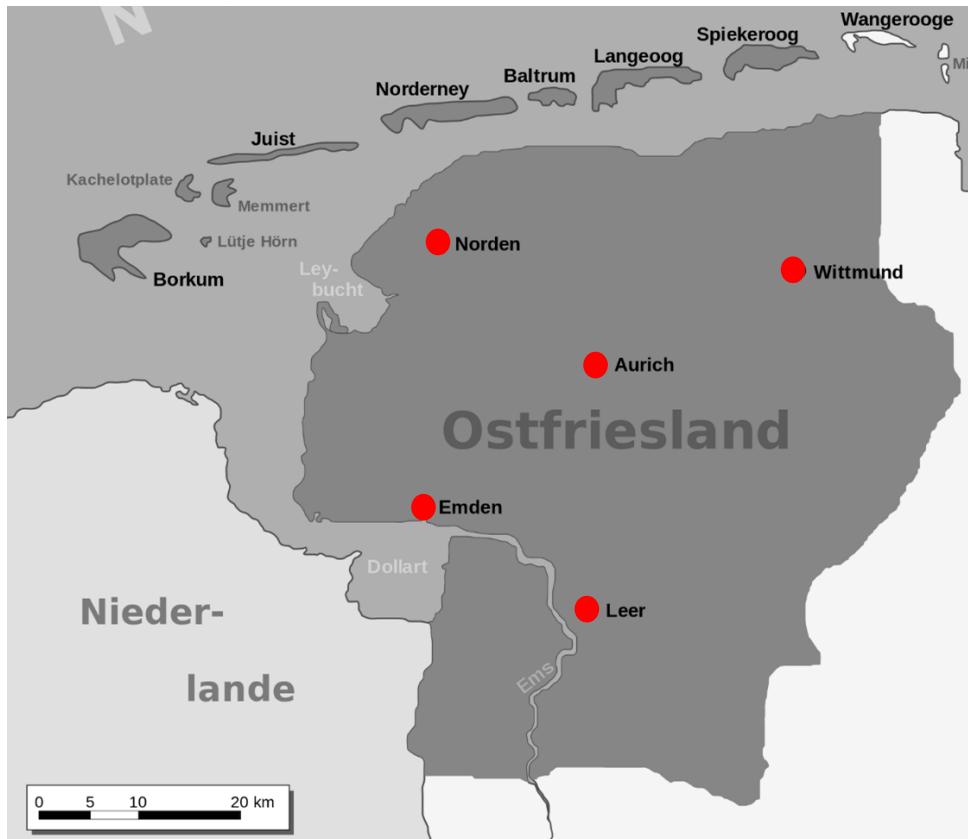 N
Wangerooge
Spiekeroog
Langeoog
Mi
Baltrum
Norderney
Juist
Kachelotplate
Memmert
Lütje Hörn
Borkum
Norden
Ley-
bucht
Wittmund
Aurich
Ostfriesland
Emden
Dollart
Nieder-
lande
Leer
Ems
0 5 10 20 km